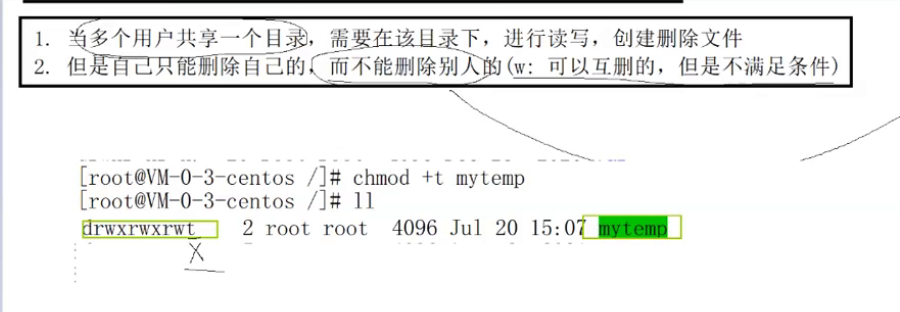 1. 当多个用户共享一个目录，需要在该目录下，进行读写，创建删除文件
2. 但是自己只能删除自己的，而不能删除别人的(w: 可以互删的，但是不满足条件)
[root@VM-0-3-centos /]# chmod +t mytemp
[root@VM-0-3-centos /]# ll
drwxrwxrwt 2 root root 4096 Jul 20 15:07 mytemp
x